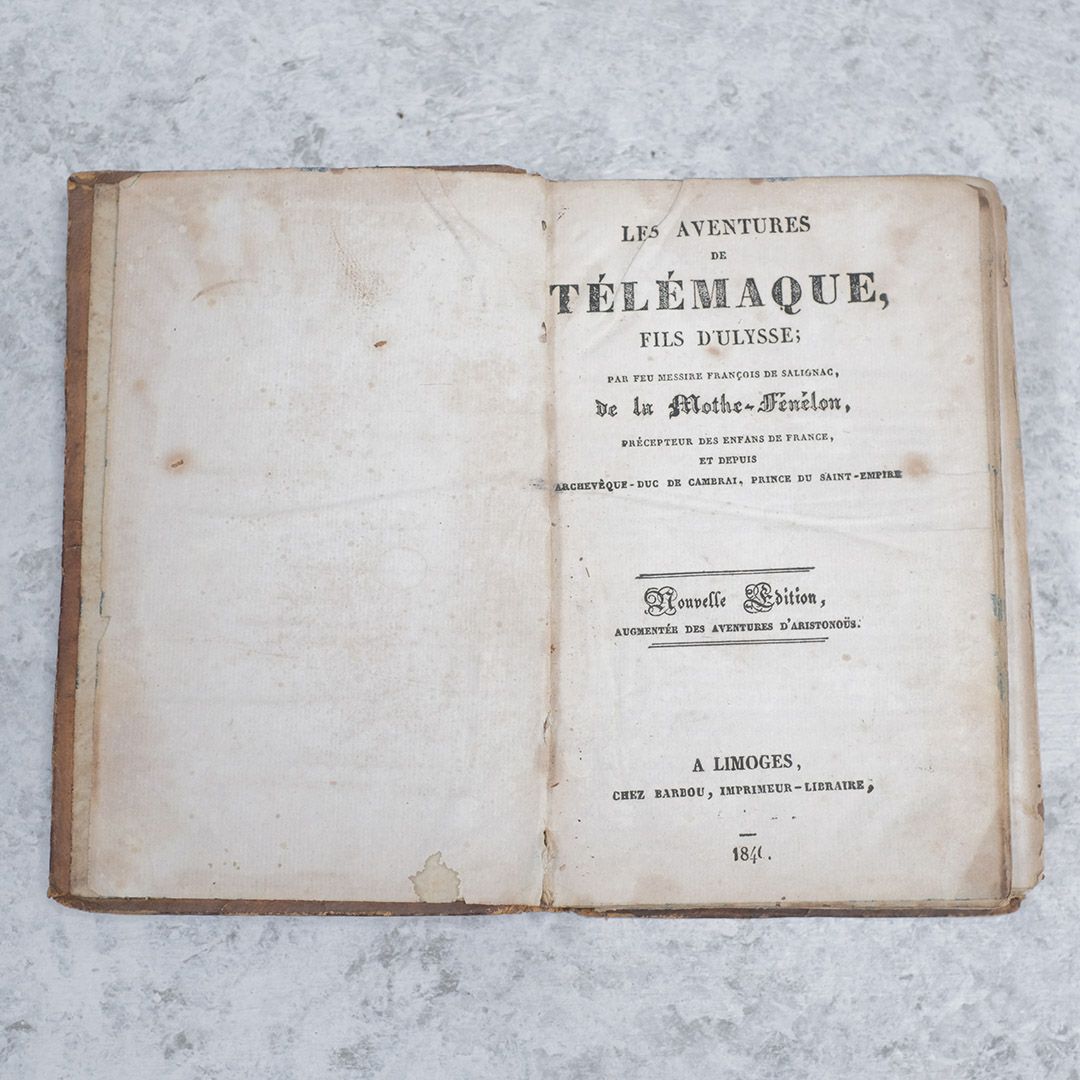 LES AVENTURES
DE
TÉLÉMAQUE,
FILS D'ULYSSE;
PAR FEU MESSIRE FRANÇOIS DE SALIGNAC,
de la Mothe-Fénélon,
PRÉCEPTEUR DES ENFANS DE FRANCE,
ET DEPUIS
ARCHEVÊQUE-DUC DE CAMBRAI, PRINCE DU SAINT-EMPIRE
Nouvelle Edition,
AUGMENTÉE DES AVENTURES D'ARISTONOÜS.
A LIMOGES,
CHEZ BARBOU, IMPRIMEUR-LIBRAIRE,